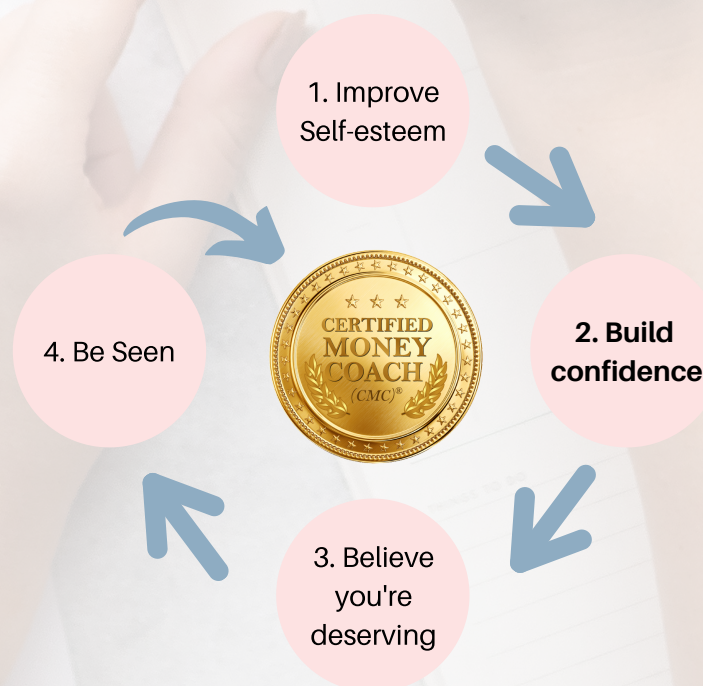 1. Improve
Self-esteem
2. Build
confidence
3. Believe
you're
deserving
4. Be Seen
CERTIFIED
MONEY
COACH
(CMC)®